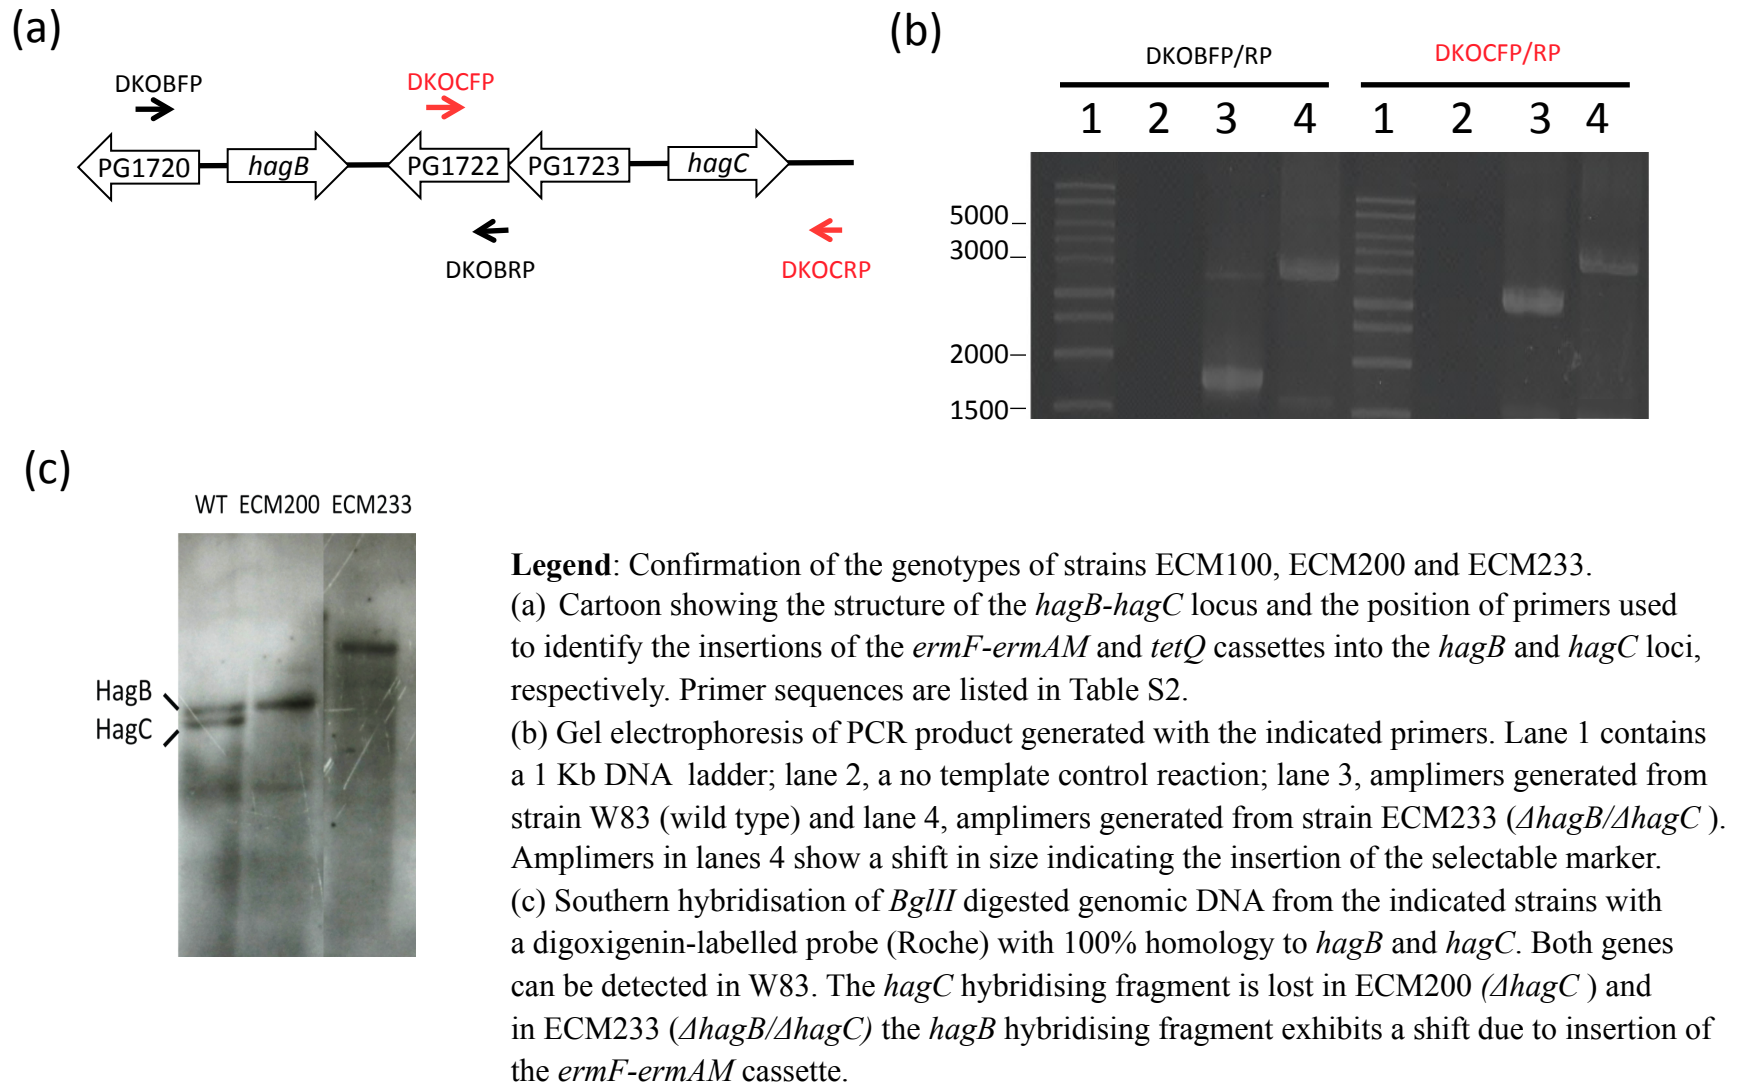 (a)
DKOBFP
DKOCFP
PG1720
hagB
PG1722
PG1723
hagC
DKOBRP
DKOCRP
(b)
DKOBFP/RP
DKOCFP/RP
1 2 3 4 1 2 3 4
5000
3000
2000
1500
(c)
WT ECM200 ECM233
HagB
HagC
Legend: Confirmation of the genotypes of strains ECM100, ECM200 and ECM233.
(a) Cartoon showing the structure of the hagB-hagC locus and the position of primers used
to identify the insertions of the ermF-ermAM and tetQ cassettes into the hagB and hagC loci,
respectively. Primer sequences are listed in Table S2.
(b) Gel electrophoresis of PCR product generated with the indicated primers. Lane 1 contains
a 1 Kb DNA ladder; lane 2, a no template control reaction; lane 3, amplimers generated from
strain W83 (wild type) and lane 4, amplimers generated from strain ECM233 (ΔhagB/ΔhagC ).
Amplimers in lanes 4 show a shift in size indicating the insertion of the selectable marker.
(c) Southern hybridisation of BglII digested genomic DNA from the indicated strains with
a digoxigenin-labelled probe (Roche) with 100% homology to hagB and hagC. Both genes
can be detected in W83. The hagC hybridising fragment is lost in ECM200 (ΔhagC ) and
in ECM233 (ΔhagB/ΔhagC) the hagB hybridising fragment exhibits a shift due to insertion of
the ermF-ermAM cassette.